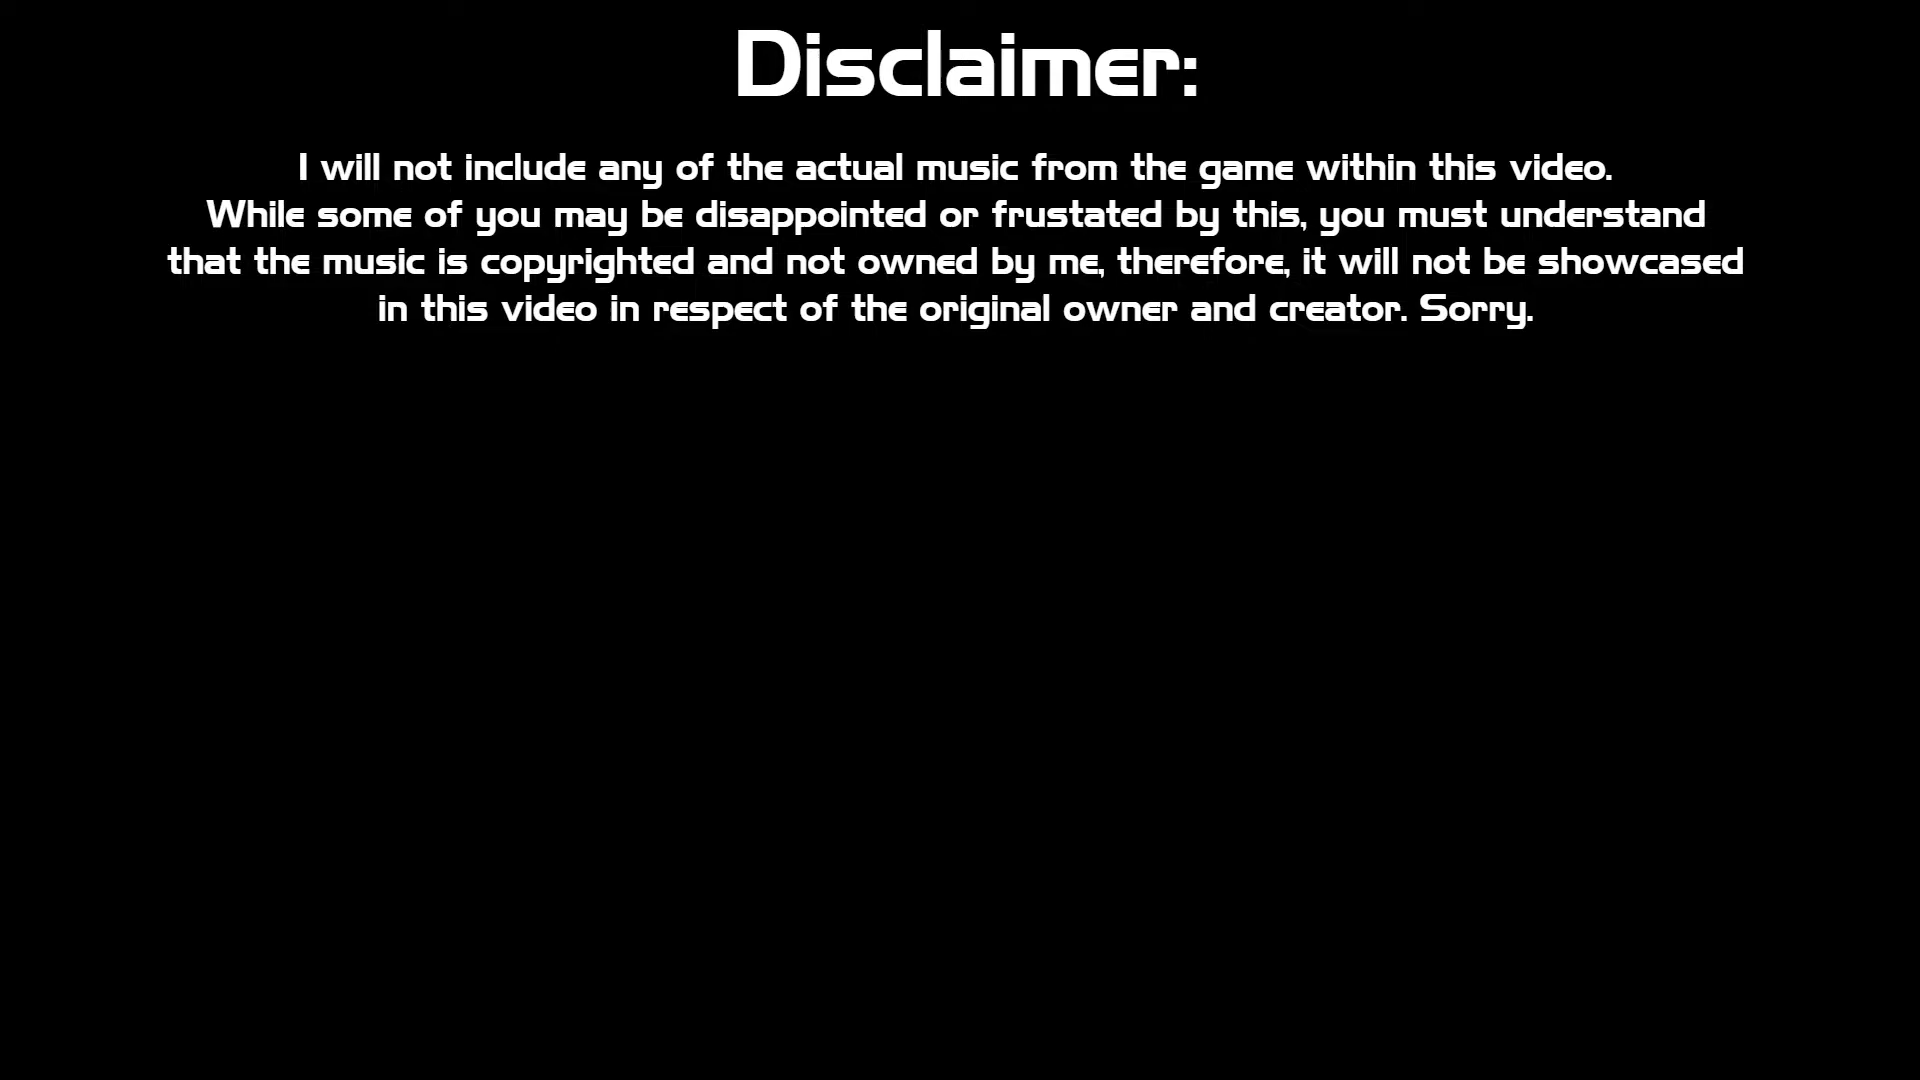 Disclaimer:
I will not include any of the actual music from the game within this video.
While some of you may be disappointed or frustated by this, you must understand
that the music is copyrighted and not owned by me, therefore, it will not be showcased
in this video in respect of the original owner and creator. Sorry.